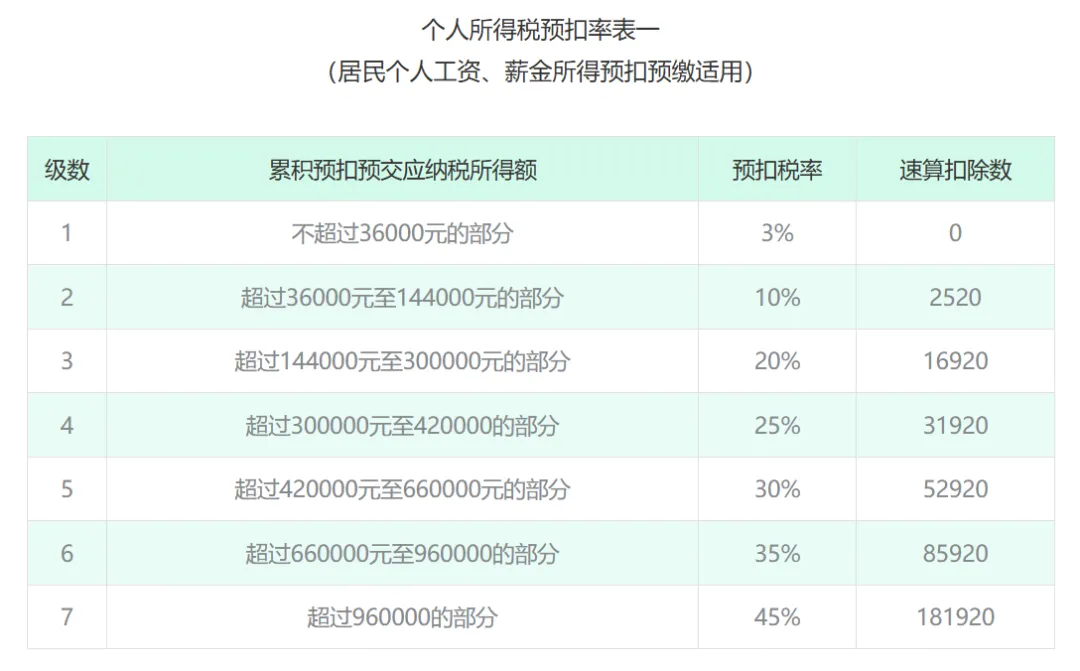 个人所得税预扣率表一
（居民个人工资、薪金所得预扣预缴适用）
级数 累积预扣预交应纳税所得额 预扣税率 速算扣除数
1 不超过36000元的部分 3% 0
2 超过36000元至144000元的部分 10% 2520
3 超过144000元至300000元的部分 20% 16920
4 超过300000元至420000的部分 25% 31920
5 超过420000元至660000元的部分 30% 52920
6 超过660000元至960000的部分 35% 85920
7 超过960000的部分 45% 181920